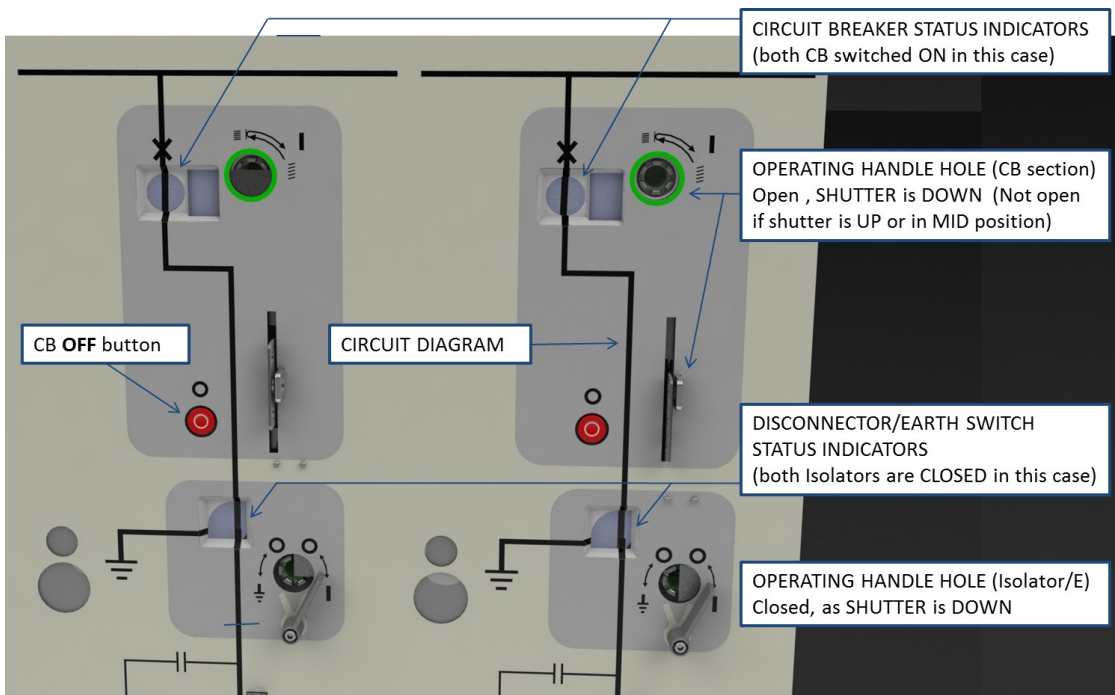 CIRCUIT BREAKER STATUS INDICATORS
(both CB switched ON in this case)
OPERATING HANDLE HOLE (CB section)
Open , SHUTTER is DOWN  (Not open
if shutter is UP or in MID position)
CB OFF button
CIRCUIT DIAGRAM
DISCONNECTOR/EARTH SWITCH
STATUS INDICATORS
(both Isolators are CLOSED in this case)
OPERATING HANDLE HOLE (Isolator/E)
Closed, as SHUTTER is DOWN